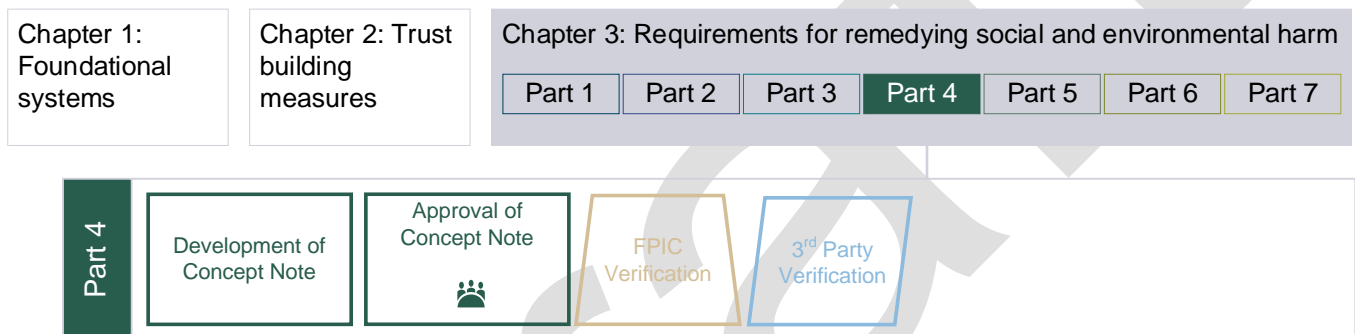 Chapter 1:
Foundational
systems
Chapter 2: Trust
building
measures
Chapter 3: Requirements for remedying social and environmental harm
Part 1 Part 2 Part 3 Part 4 Part 5 Part 6 Part 7
Part 4
Development of
Concept Note
Approval of
Concept Note
FPIC
Verification
3rd Party
Verification